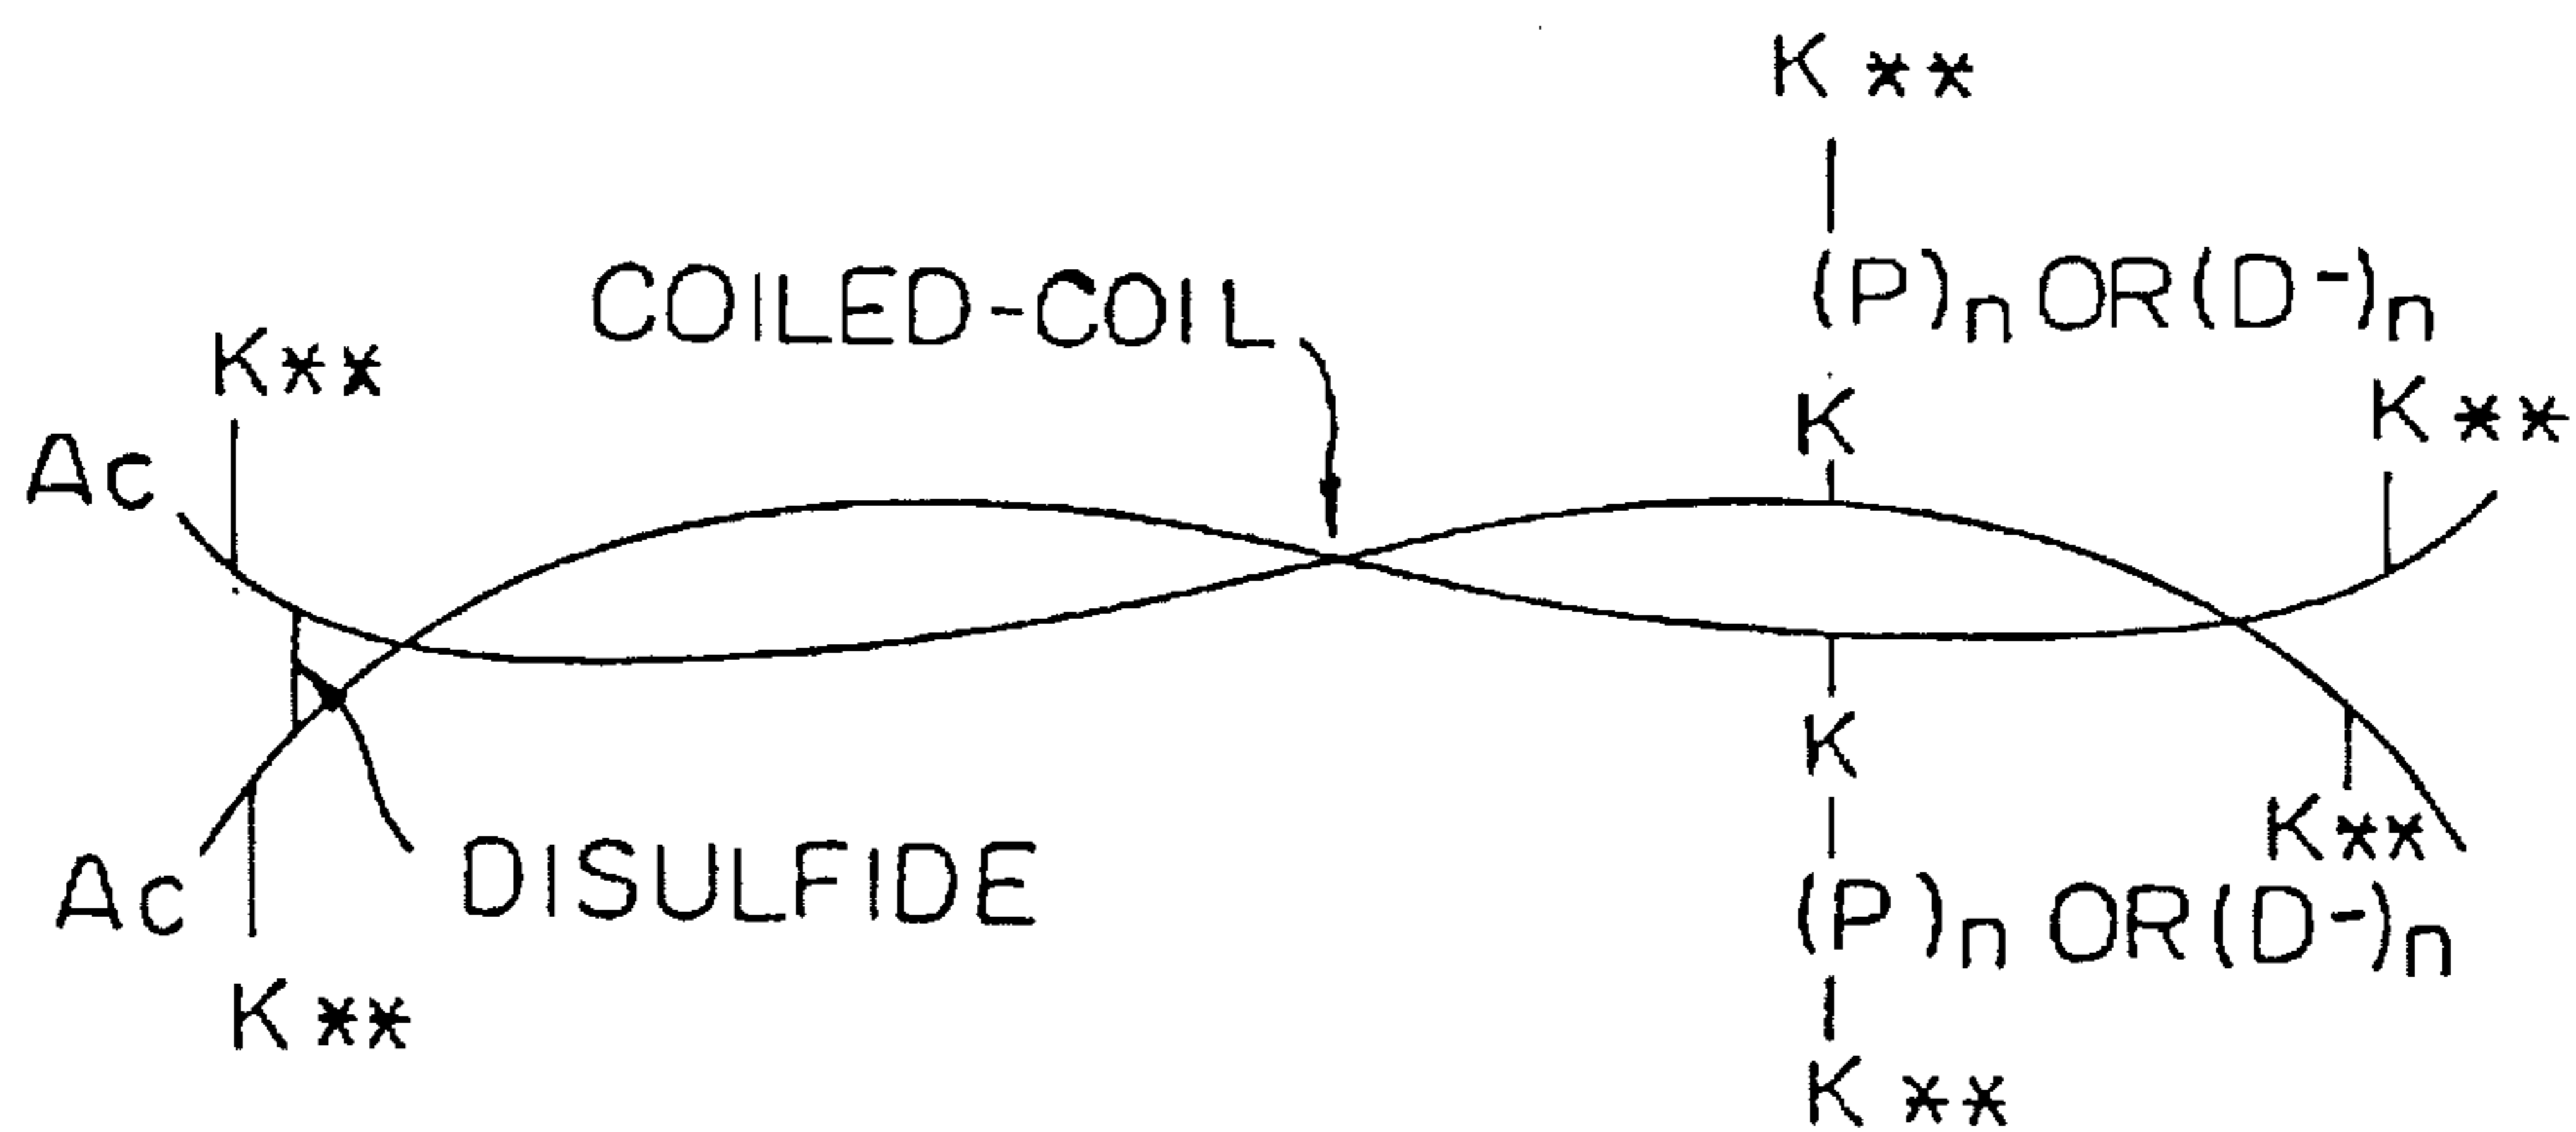 K**
(P)n OR (D-)n
COILED-COIL
K**
K
K**
Ac
K
K**
DISULFIDE
Ac
(P)n OR (D-)n
K**
K**